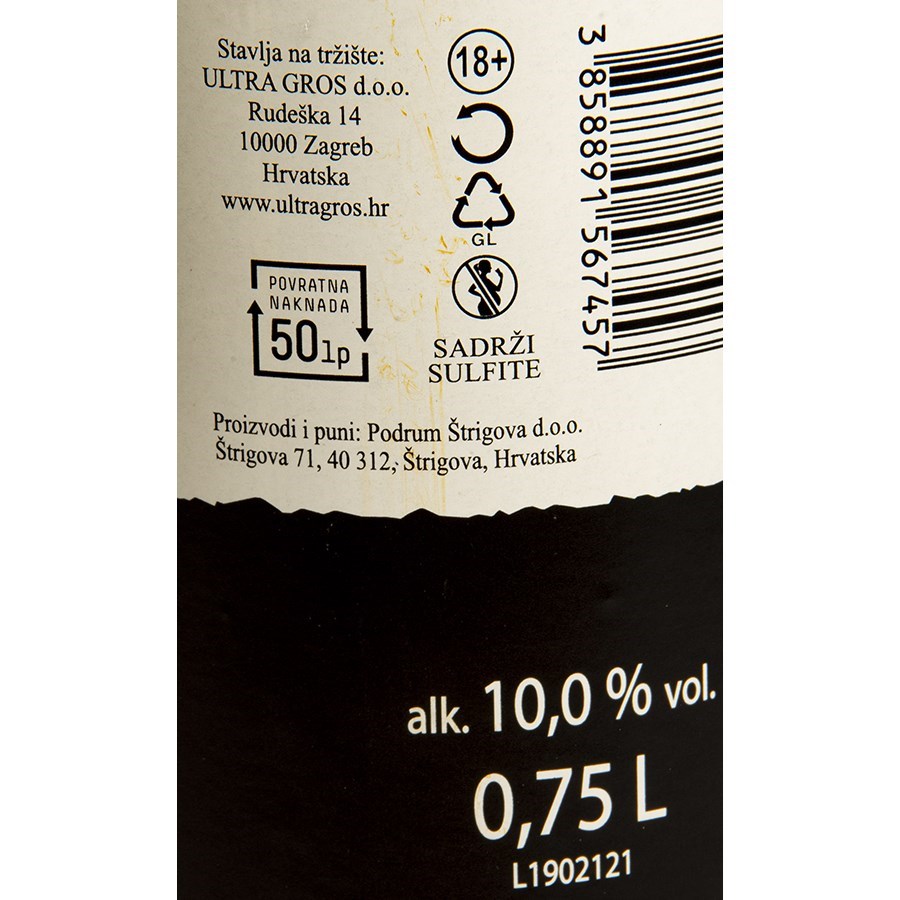 Stavlja na tržište:
ULTRA GROS d.o.o.
Rudeška 14
10000 Zagreb
Hrvatska
www.ultragros.hr
POVRATNA
NAKNADA
50lp
18+
GL
SADRŽI
SULFITE
3 858891 567457
Proizvodi i puni: Podrum Štrigova d.o.o.
Štrigova 71, 40 312, Štrigova, Hrvatska
alk. 10,0 % vol.
0,75 L
L1902121